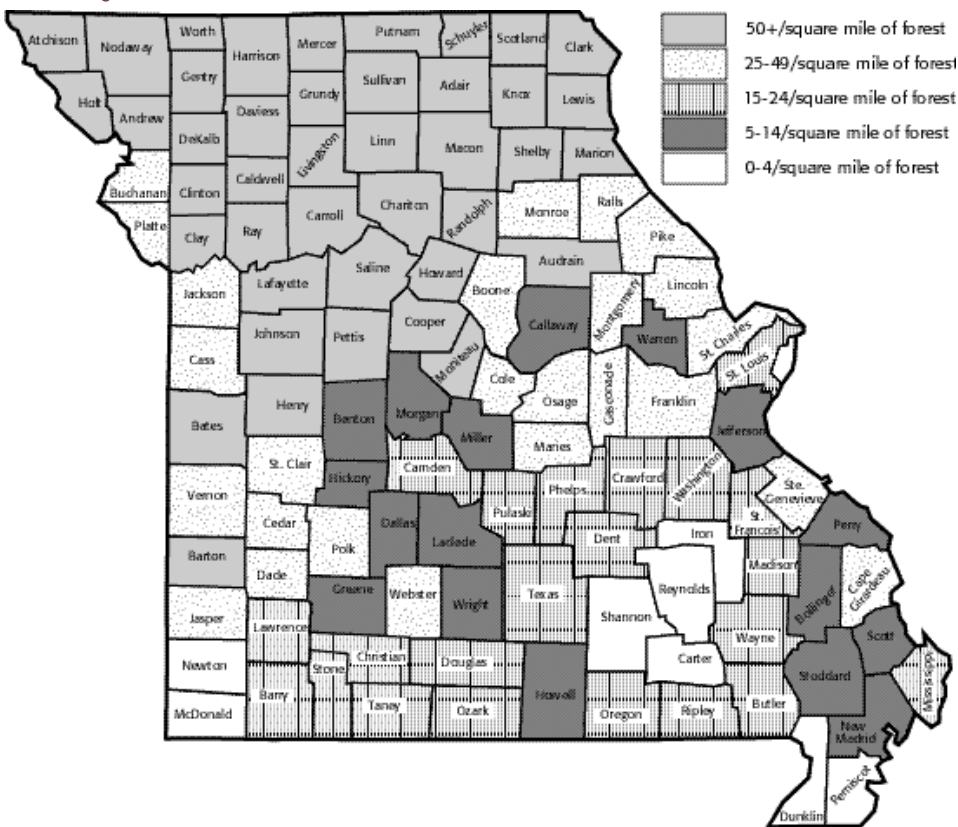 50+/square mile of forest
25-49/square mile of forest
15-24/square mile of forest
5-14/square mile of forest
0-4/square mile of forest
Atchison
Nodaway
Worth
Harrison
Mercer
Putnam
Schuyler
Scotland
Clark
Gentry
Sullivan
Adair
Knox
Lewis
Holt
Andrew
Daviess
Grundy
DeKalb
Livingston
Linn
Macon
Shelby
Marion
Buchanan
Clinton
Caldwell
Platte
Clay
Ray
Carroll
Chariton
Randolph
Monroe
Ralls
Pike
Audrain
Jackson
Lafayette
Saline
Howard
Boone
Callaway
Montgomery
Lincoln
Warren
St. Charles
St. Louis
Cass
Johnson
Pettis
Cooper
Moniteau
Cole
Osage
Gasconade
Franklin
Jefferson
Bates
Henry
Benton
Morgan
Miller
Maries
Vernon
St. Clair
Hickory
Camden
Pulaski
Phelps
Crawford
Washington
Ste.
Genevieve
St.
Francois
Perry
Cedar
Polk
Dallas
Laclede
Dent
Iron
Madison
Barton
Dade
Greene
Webster
Wright
Texas
Shannon
Reynolds
Wayne
Bollinger
Cape
Girardeau
Jasper
Lawrence
Christian
Douglas
Howell
Carter
Scott
Stoddard
Mississippi
Newton
McDonald
Barry
Stone
Taney
Ozark
Oregon
Ripley
Butler
New
Madrid
Pemiscot
Dunklin